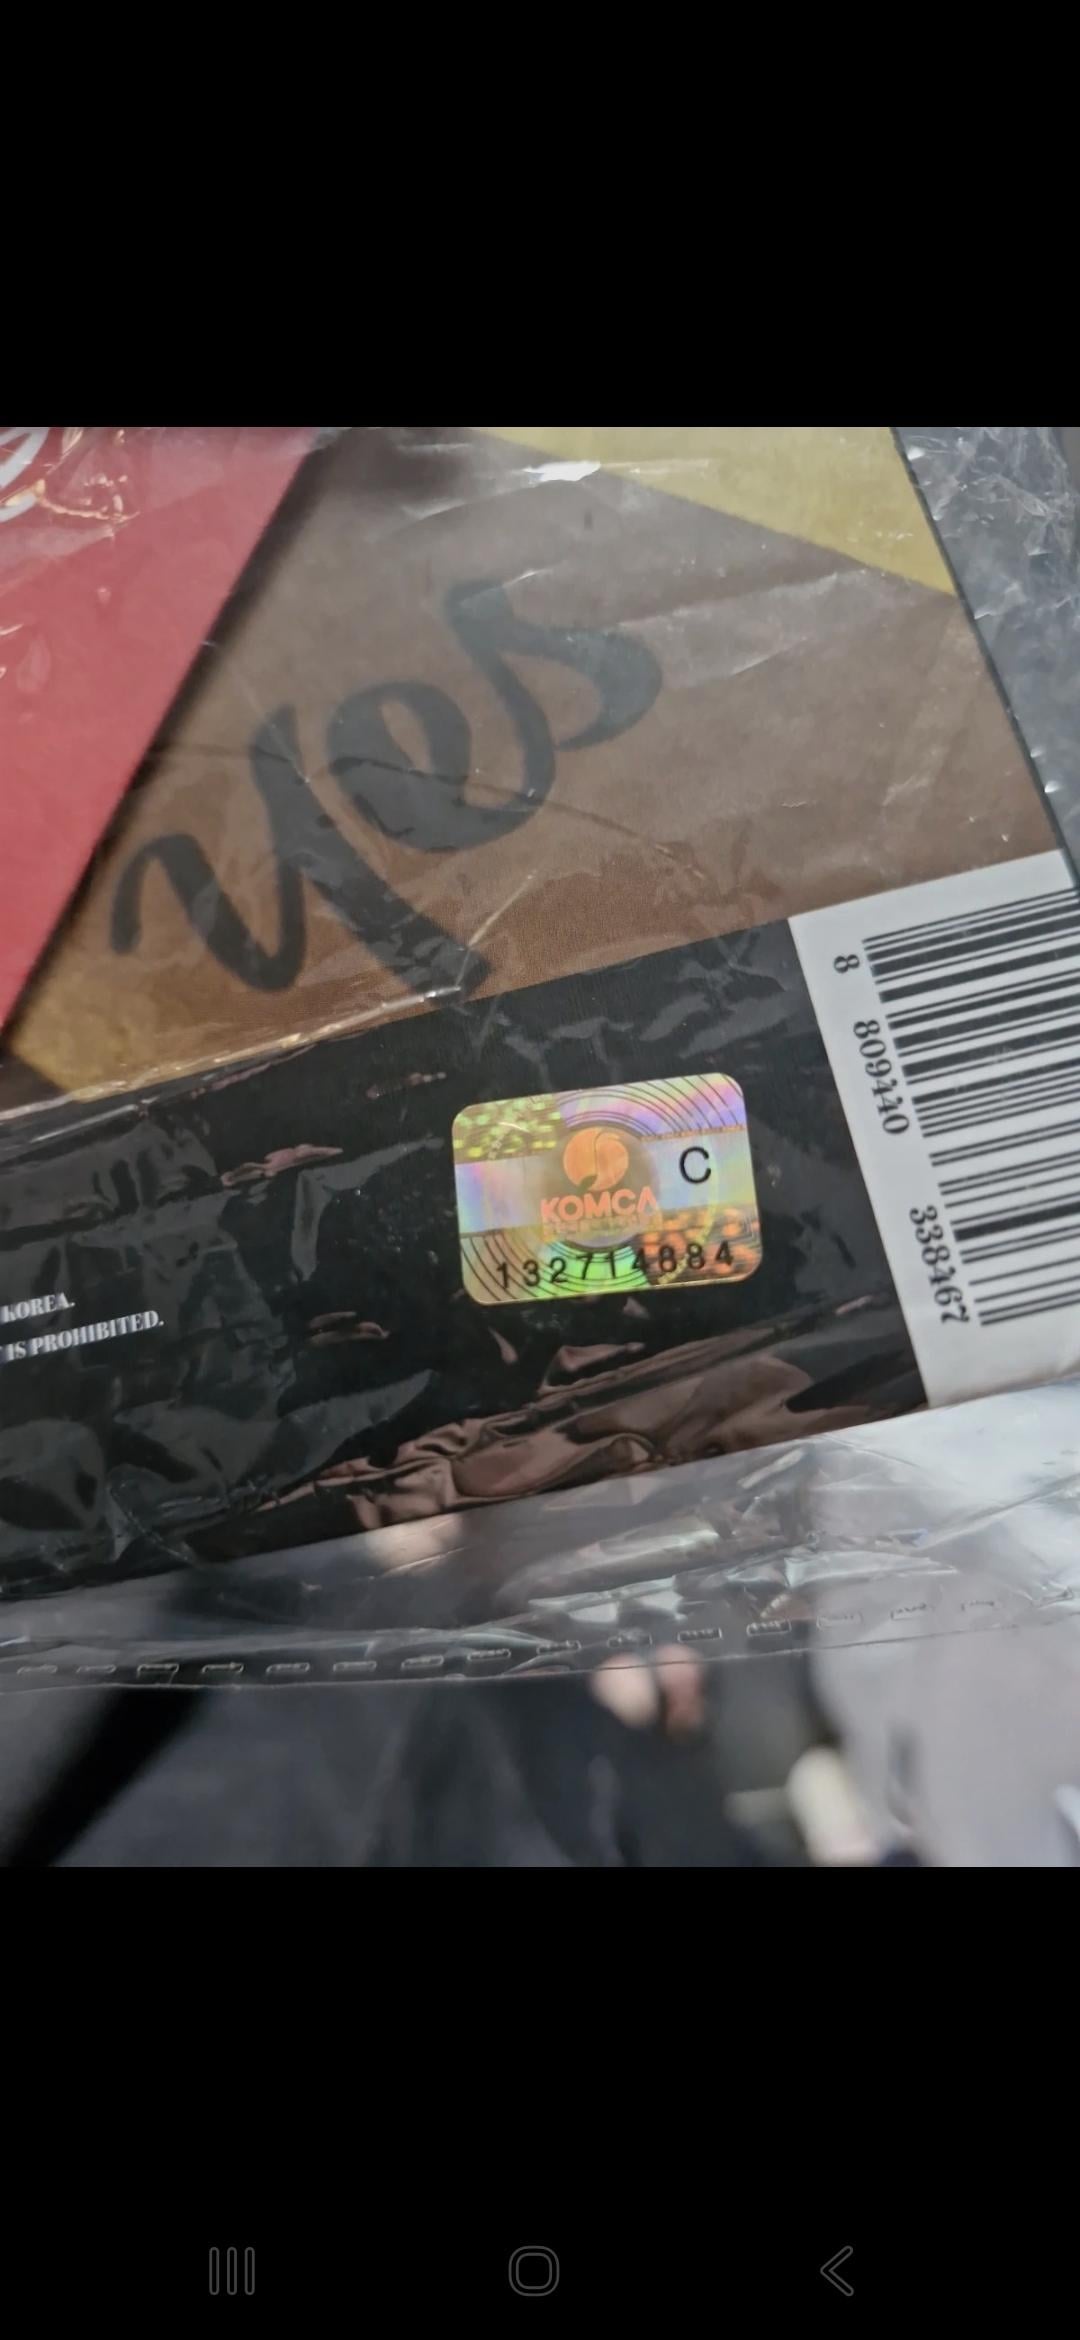 yes
C
KOMCA
132714884
KOREA.
IS PROHIBITED.
8 809440 338467